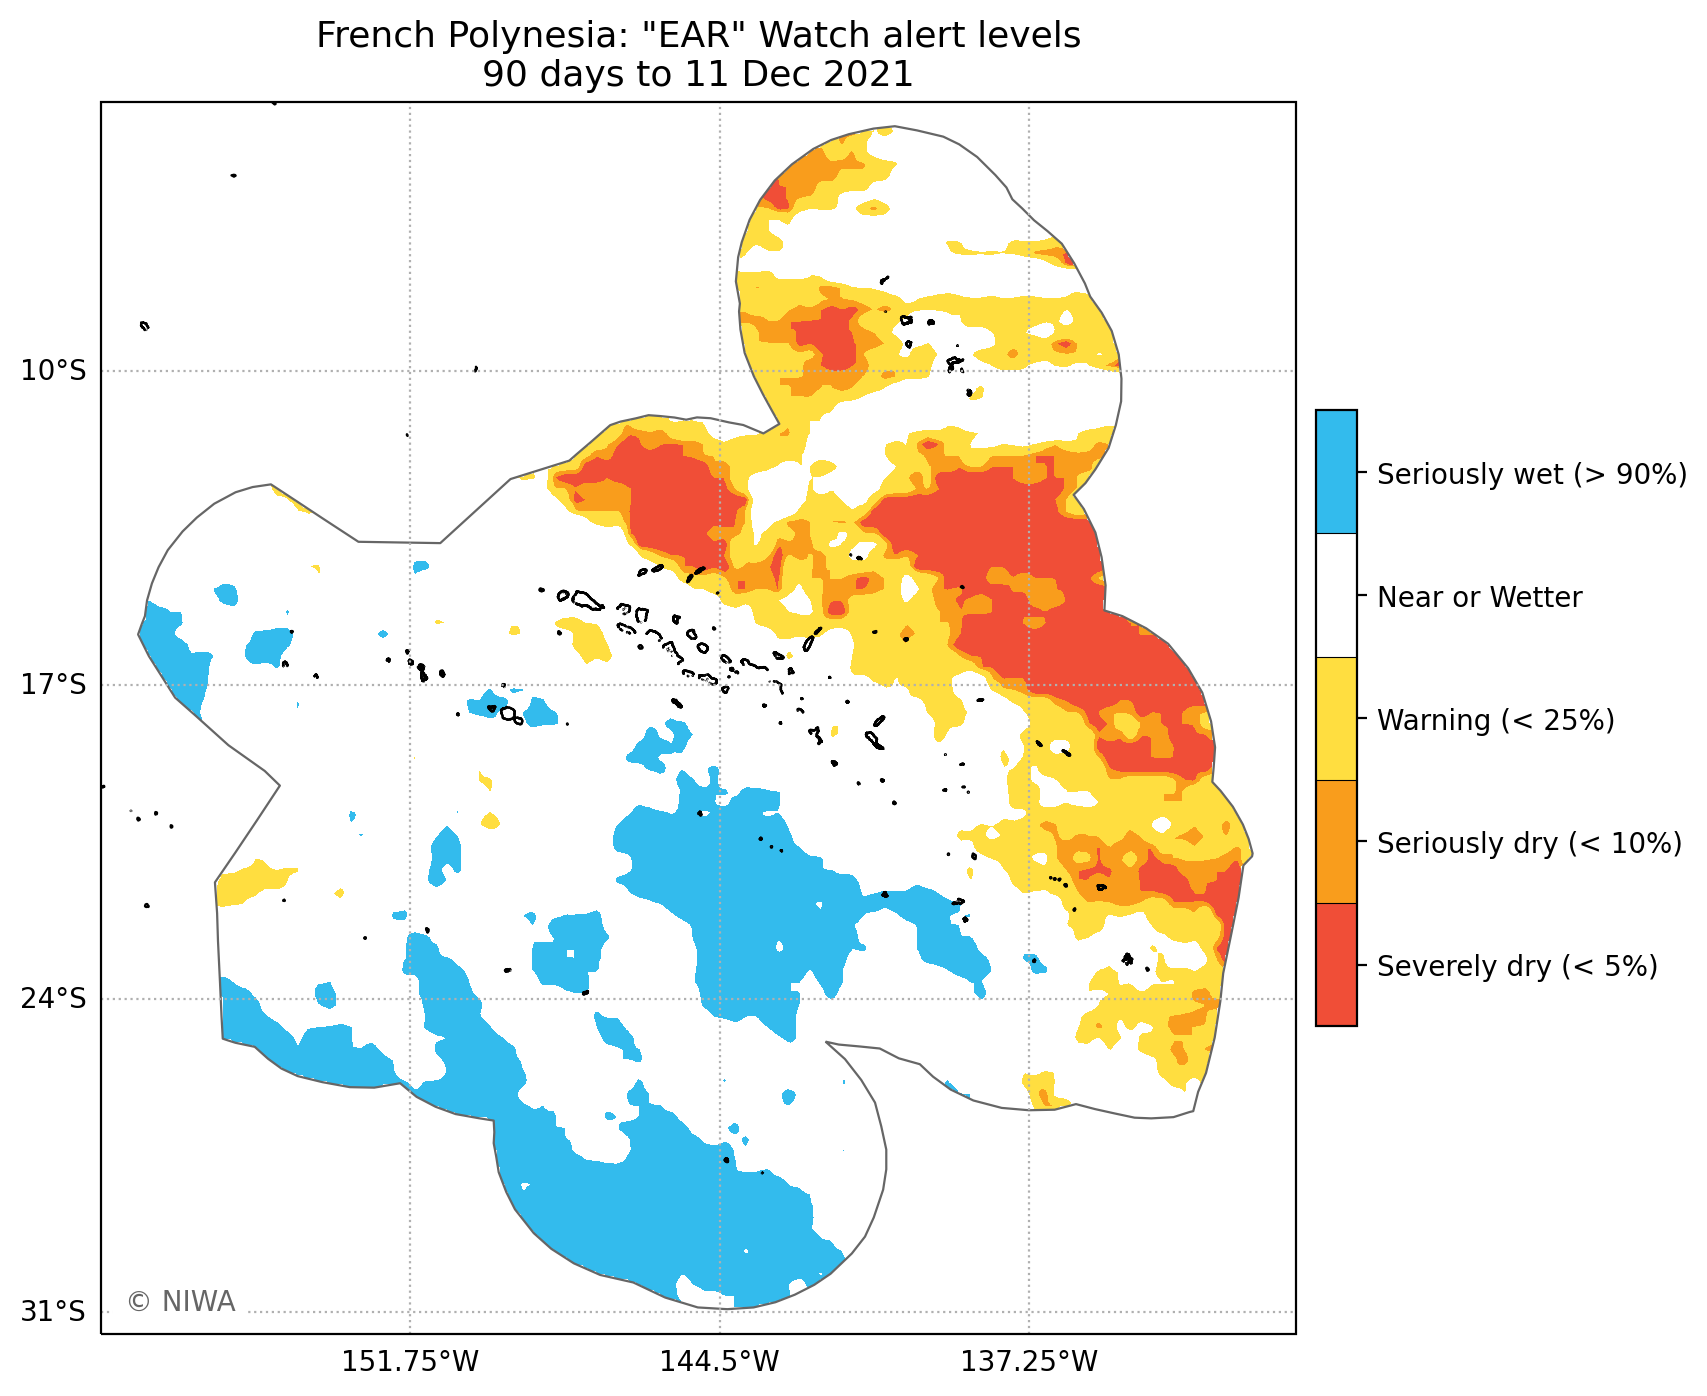 French Polynesia: "EAR" Watch alert levels
90 days to 11 Dec 2021
10°S
17°S
24°S
31°S
151.75°W
144.5°W
137.25°W
© NIWA
Seriously wet (> 90%)
Near or Wetter
Warning (< 25%)
Seriously dry (< 10%)
Severely dry (< 5%)